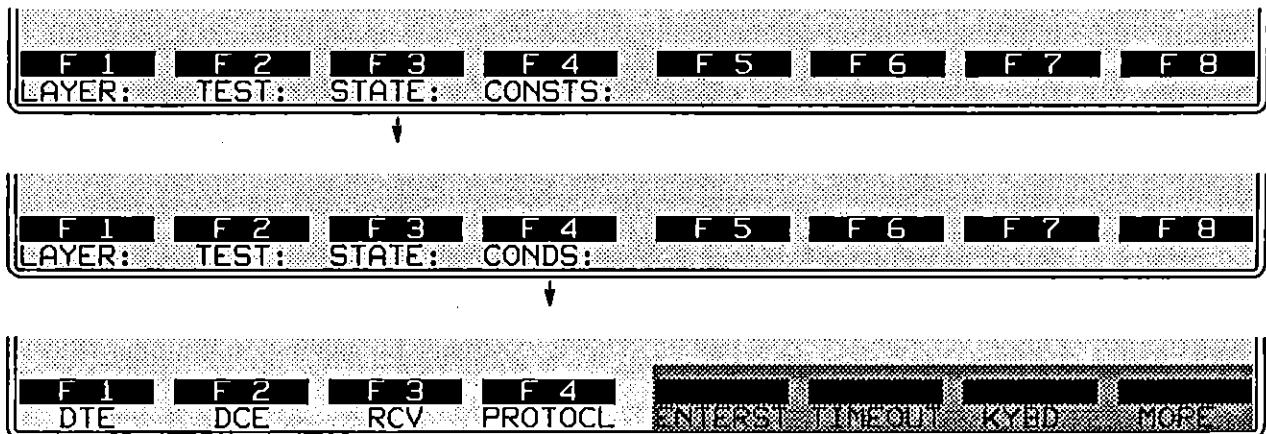 F 1 F 2 F 3 F 4 F 5 F 6 F 7 F 8
LAYER: TEST: STATE: CONSTS:
F 1 F 2 F 3 F 4 F 5 F 6 F 7 F 8
LAYER: TEST: STATE: CONDS:
F 1 F 2 F 3 F 4
DTE DCE RCV PROTOCL ENTERST TIMEOUT KYBD MORE